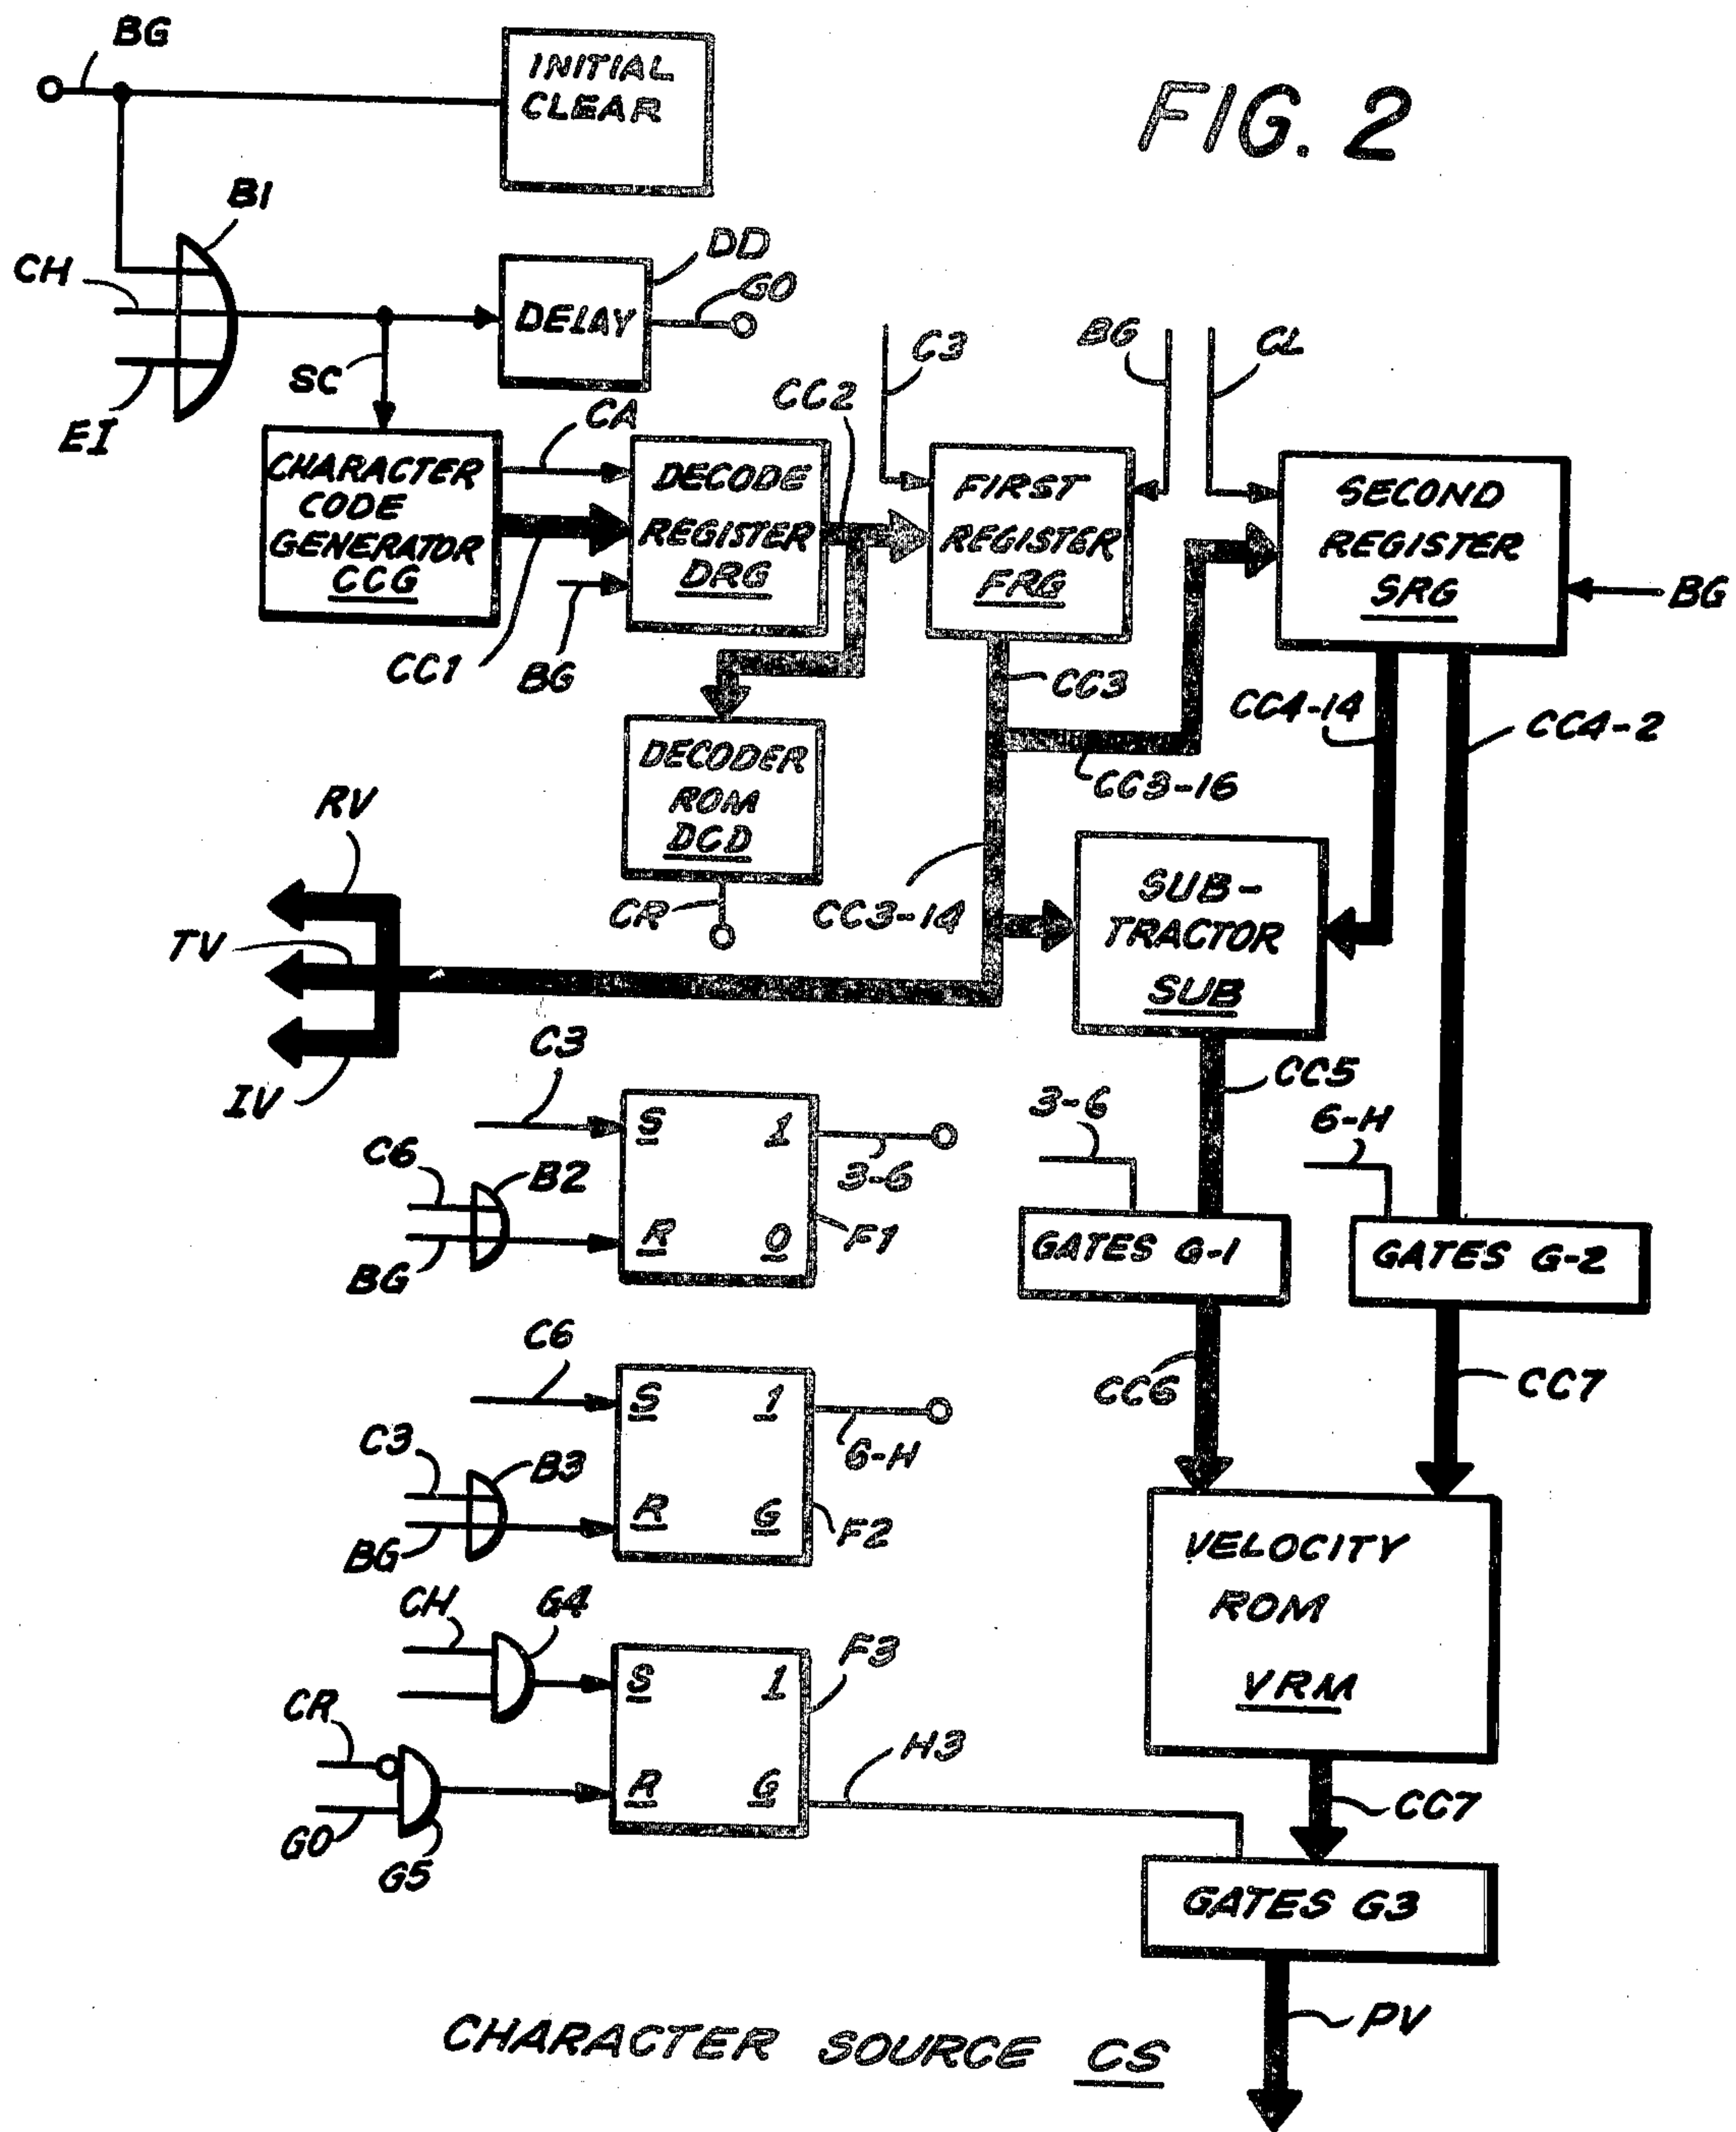 BG
INITIAL
CLEAR
FIG. 2
B1
CH
DD
GO
DELAY
C3
BG
CL
SC
CC2
EI
CA
CHARACTER
CODE
GENERATOR
CCG
DECODE
REGISTER
DRG
FIRST
REGISTER
FRG
SECOND
REGISTER
SRG
BG
CC1
BG
CC3
CC4-14
CC4-2
DECODER
ROM
DCD
CC3-16
RV
CR
CC3-14
SUB-
TRACTOR
SUB
TV
IV
C3
CC5
3-6
6-H
S
1
3-6
C6
B2
R
0
F1
BG
GATES G-1
GATES G-2
C6
CC6
CC7
S
1
6-H
C3
B3
R
G
F2
BG
VELOCITY
ROM
VRM
CH
G4
F3
S
1
CR
H3
R
G
GO
G5
CC7
GATES G3
PV
CHARACTER SOURCE CS